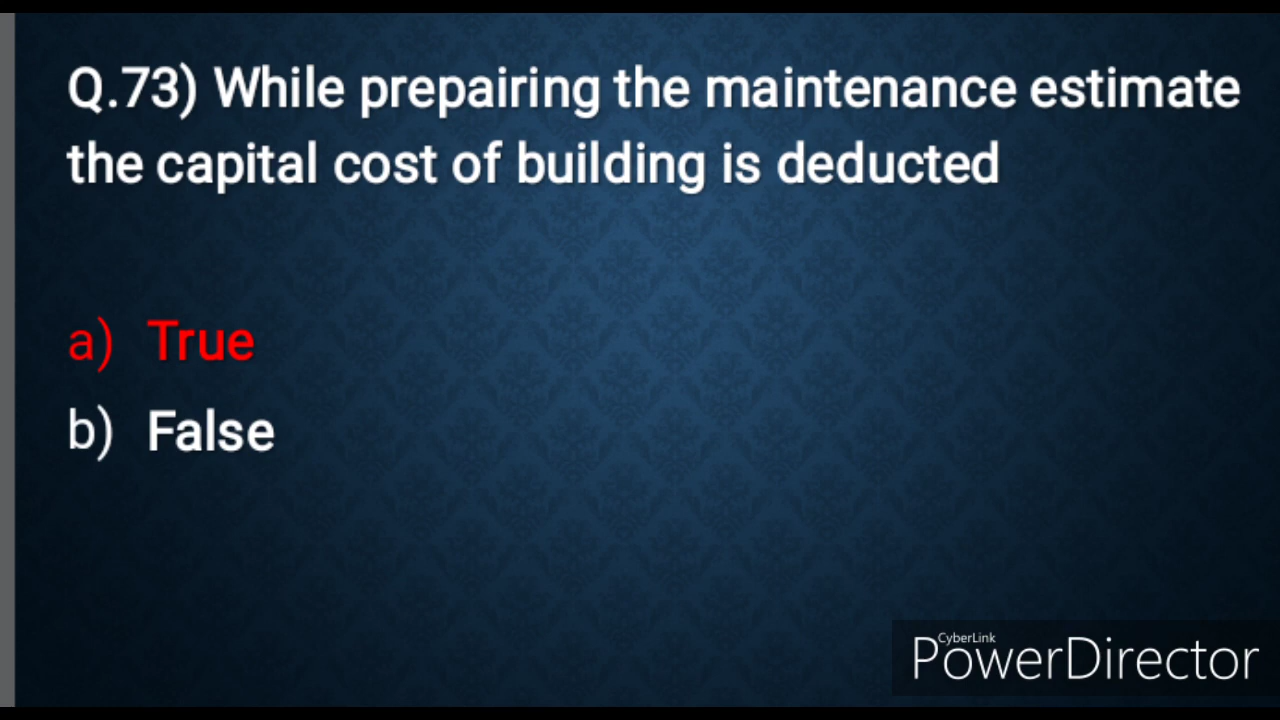 Q.73) While prepairing the maintenance estimate
the capital cost of building is deducted
a) True
b) False
CyberLink
PowerDirector